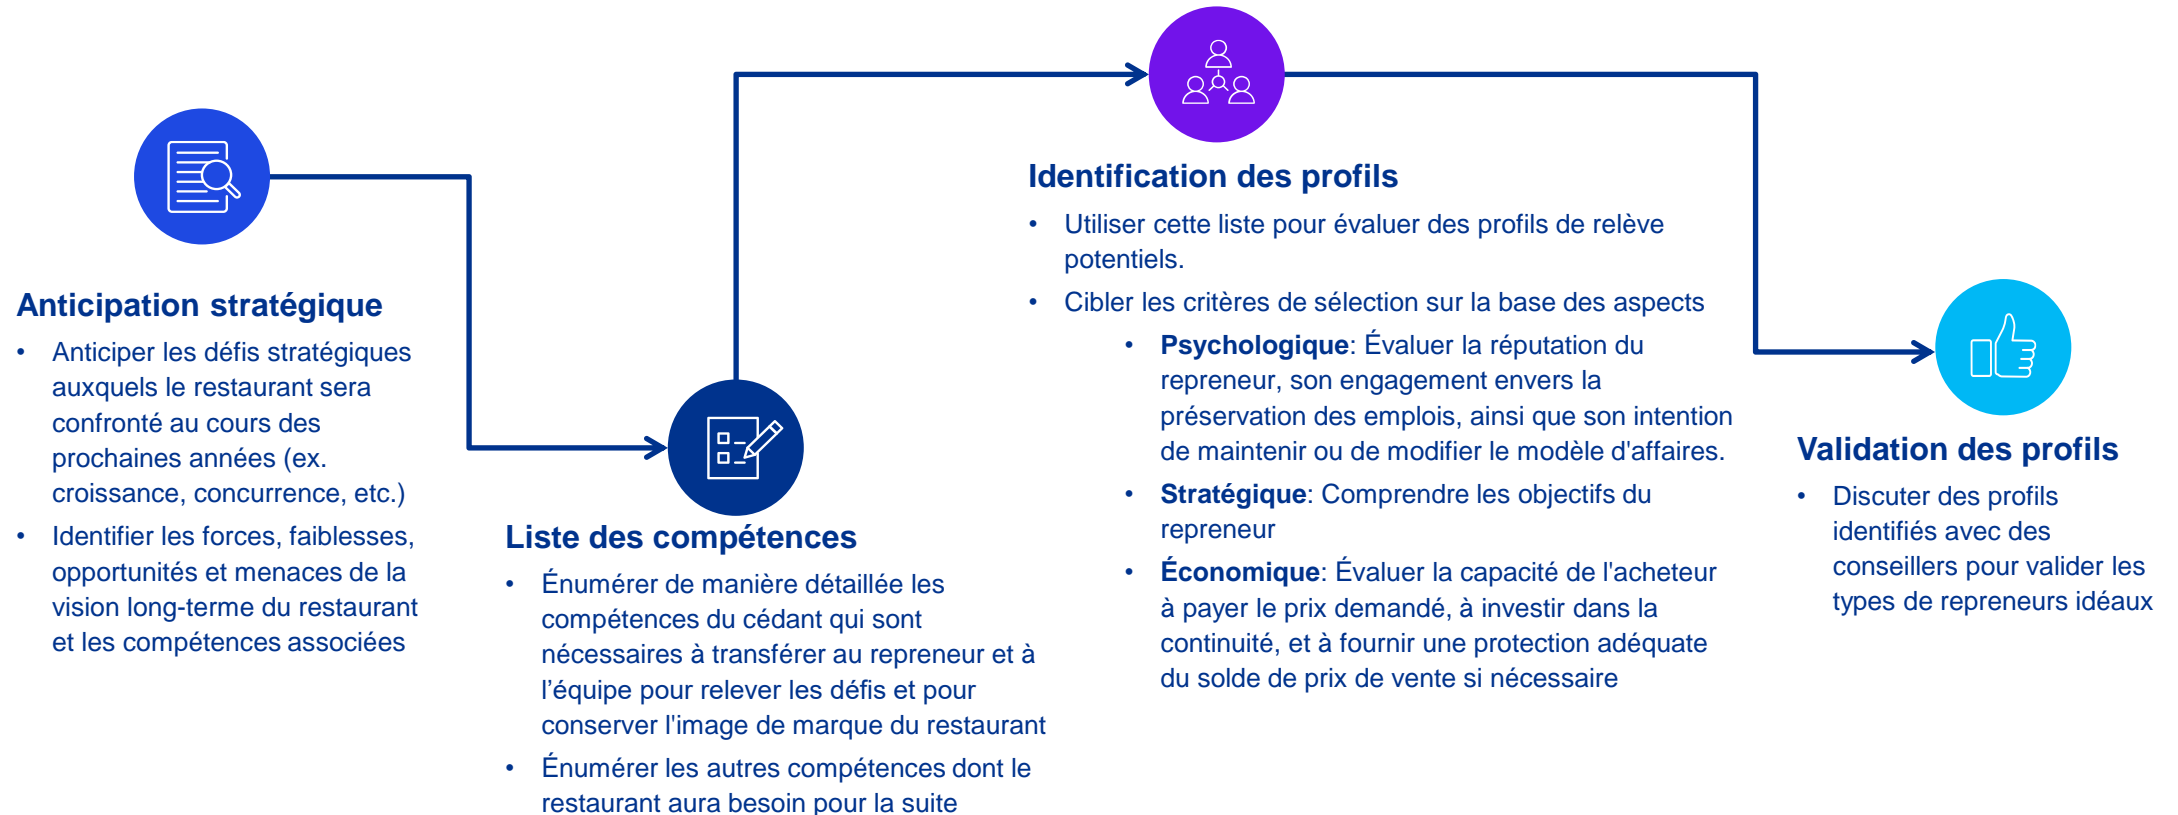 Anticipation stratégique
• Anticiper les défis stratégiques
auxquels le restaurant sera
confronté au cours des
prochaines années (ex.
croissance, concurrence, etc.)
• Identifier les forces, faiblesses,
opportunités et menaces de la
vision long-terme du restaurant
et les compétences associées
Liste des compétences
• Énumérer de manière détaillée les
compétences du cédant qui sont
nécessaires à transférer au repreneur et à
l’équipe pour relever les défis et pour
conserver l'image de marque du restaurant
• Énumérer les autres compétences dont le
restaurant aura besoin pour la suite
Identification des profils
• Utiliser cette liste pour évaluer des profils de relève
potentiels.
• Cibler les critères de sélection sur la base des aspects
• Psychologique: Évaluer la réputation du
repreneur, son engagement envers la
préservation des emplois, ainsi que son intention
de maintenir ou de modifier le modèle d'affaires.
• Stratégique: Comprendre les objectifs du
repreneur
• Économique: Évaluer la capacité de l'acheteur
à payer le prix demandé, à investir dans la
continuité, et à fournir une protection adéquate
du solde de prix de vente si nécessaire
Validation des profils
• Discuter des profils
identifiés avec des
conseillers pour valider les
types de repreneurs idéaux